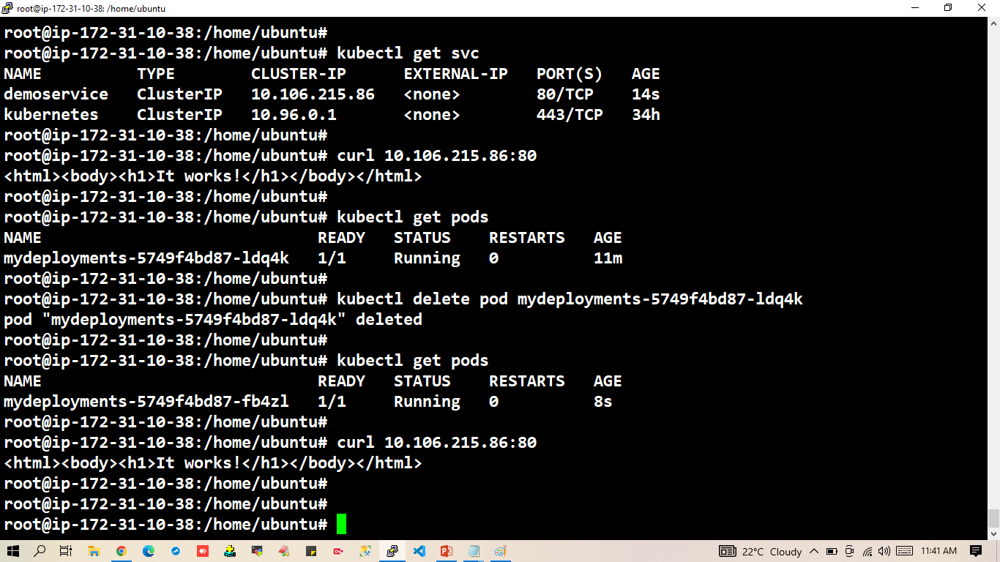 root@ip-172-31-10-38: /home/ubuntu
root@ip-172-31-10-38:/home/ubuntu#
root@ip-172-31-10-38:/home/ubuntu# kubectl get svc
NAME TYPE CLUSTER-IP EXTERNAL-IP PORT(S) AGE
demoservice ClusterIP 10.106.215.86 <none> 80/TCP 14s
kubernetes ClusterIP 10.96.0.1 <none> 443/TCP 34h
root@ip-172-31-10-38:/home/ubuntu#
root@ip-172-31-10-38:/home/ubuntu# curl 10.106.215.86:80
<html><body><h1>It works!</h1></body></html>
root@ip-172-31-10-38:/home/ubuntu#
root@ip-172-31-10-38:/home/ubuntu# kubectl get pods
NAME READY STATUS RESTARTS AGE
mydeployments-5749f4bd87-ldq4k 1/1 Running 0 11m
root@ip-172-31-10-38:/home/ubuntu#
root@ip-172-31-10-38:/home/ubuntu# kubectl delete pod mydeployments-5749f4bd87-ldq4k
pod "mydeployments-5749f4bd87-ldq4k" deleted
root@ip-172-31-10-38:/home/ubuntu#
root@ip-172-31-10-38:/home/ubuntu# kubectl get pods
NAME READY STATUS RESTARTS AGE
mydeployments-5749f4bd87-fb4zl 1/1 Running 0 8s
root@ip-172-31-10-38:/home/ubuntu#
root@ip-172-31-10-38:/home/ubuntu# curl 10.106.215.86:80
<html><body><h1>It works!</h1></body></html>
root@ip-172-31-10-38:/home/ubuntu#
root@ip-172-31-10-38:/home/ubuntu#
root@ip-172-31-10-38:/home/ubuntu#
22°C Cloudy 11:41 AM